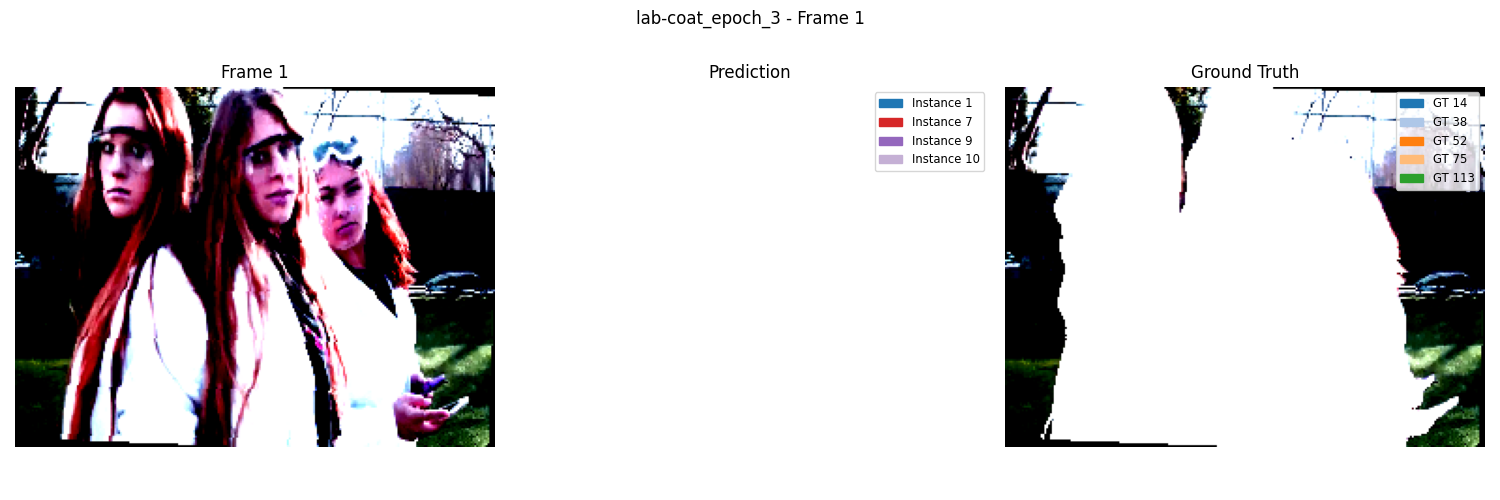 lab-coat_epoch_3 - Frame 1
Frame 1
Prediction
Ground Truth
Instance 1
Instance 7
Instance 9
Instance 10
GT 14
GT 38
GT 52
GT 75
GT 113